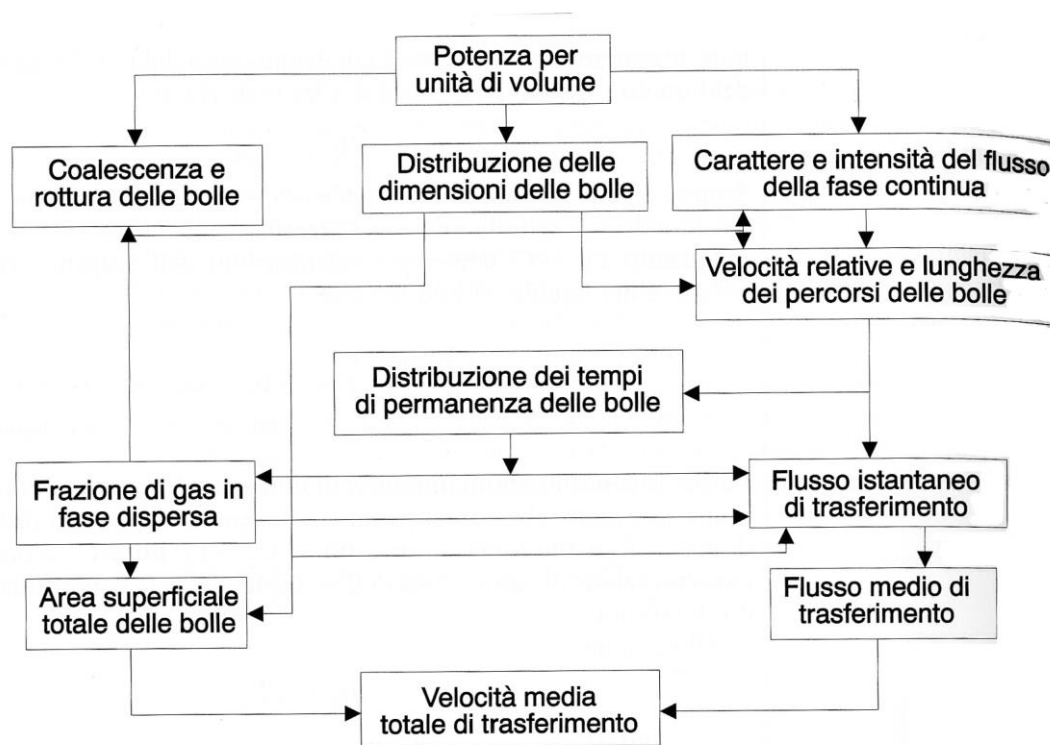 Potenza per
unità di volume
Coalescenza e
rottura delle bolle
Distribuzione delle
dimensioni delle bolle
Carattere e intensità del flusso
della fase continua
Velocità relative e lunghezza
dei percorsi delle bolle
Distribuzione dei tempi
di permanenza delle bolle
Frazione di gas in
fase dispersa
Flusso istantaneo
di trasferimento
Area superficiale
totale delle bolle
Flusso medio di
trasferimento
Velocità media
totale di trasferimento